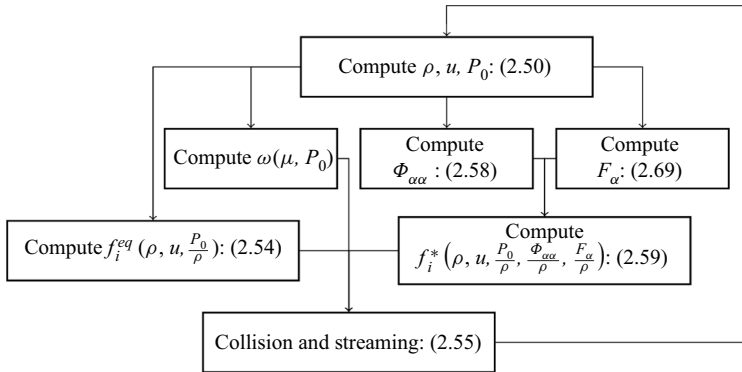 Compute ρ, u, P₀: (2.50)
Compute ω(μ, P₀)
Compute
Φ_αα : (2.58)
Compute
F_α: (2.69)
Compute f_i^eq (ρ, u, P₀/ρ): (2.54)
Compute
f_i^* (ρ, u, P₀/ρ, Φ_αα/ρ, F_α/ρ): (2.59)
Collision and streaming: (2.55)